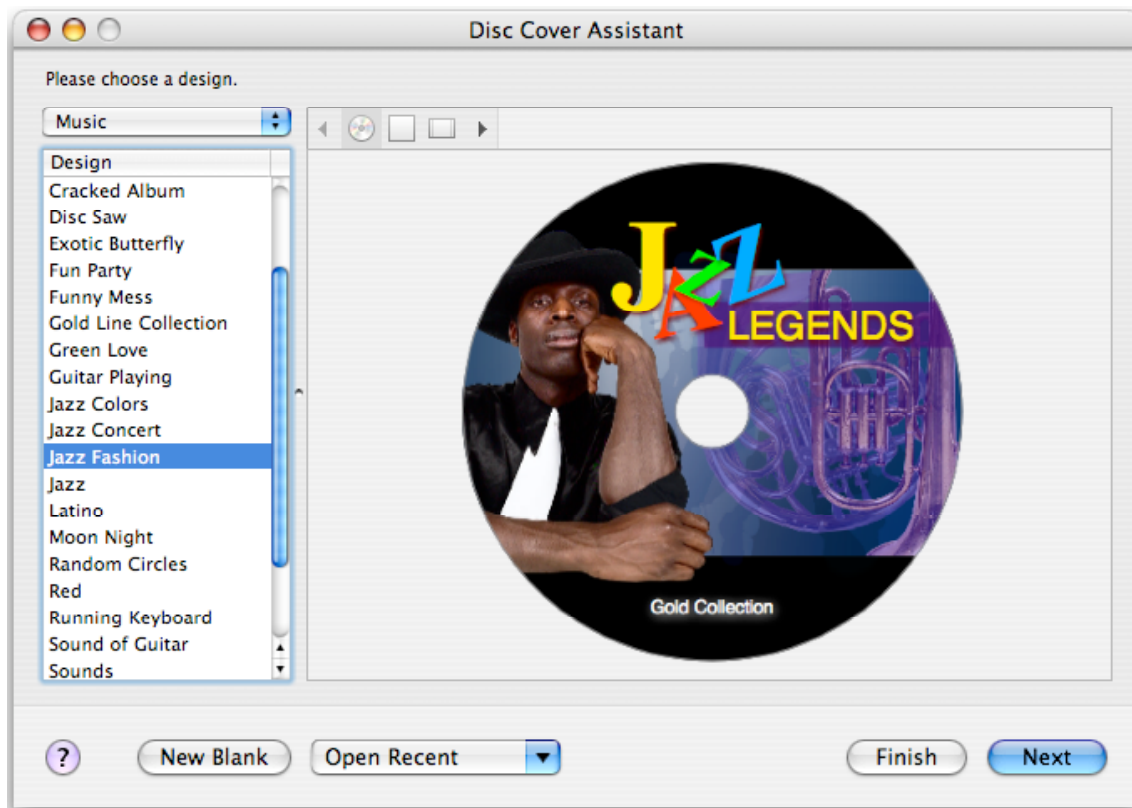 Disc Cover Assistant
Please choose a design.
Music
Design
Cracked Album
Disc Saw
Exotic Butterfly
Fun Party
Funny Mess
Gold Line Collection
Green Love
Guitar Playing
Jazz Colors
Jazz Concert
Jazz Fashion
Jazz
Latino
Moon Night
Random Circles
Red
Running Keyboard
Sound of Guitar
Sounds
JAZZ
LEGENDS
Gold Collection
?
New Blank
Open Recent
Finish
Next